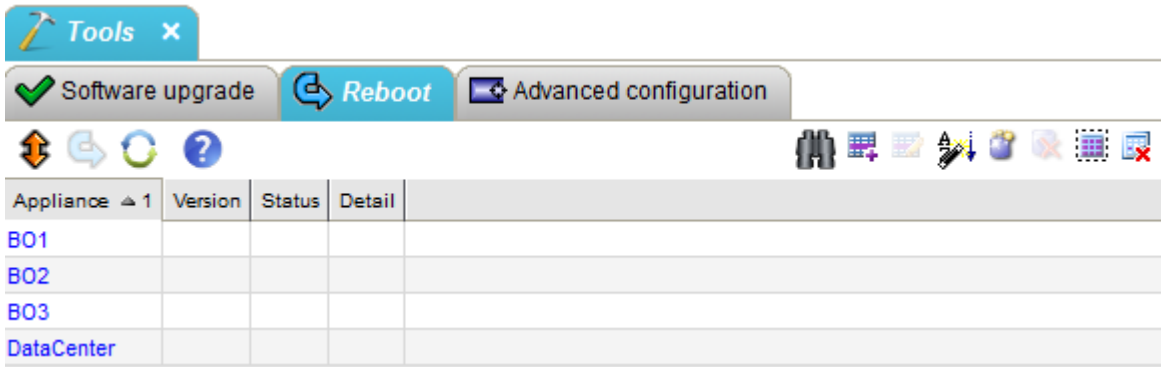 Tools
Software upgrade Reboot Advanced configuration
Appliance 1 Version Status Detail
BO1
BO2
BO3
DataCenter